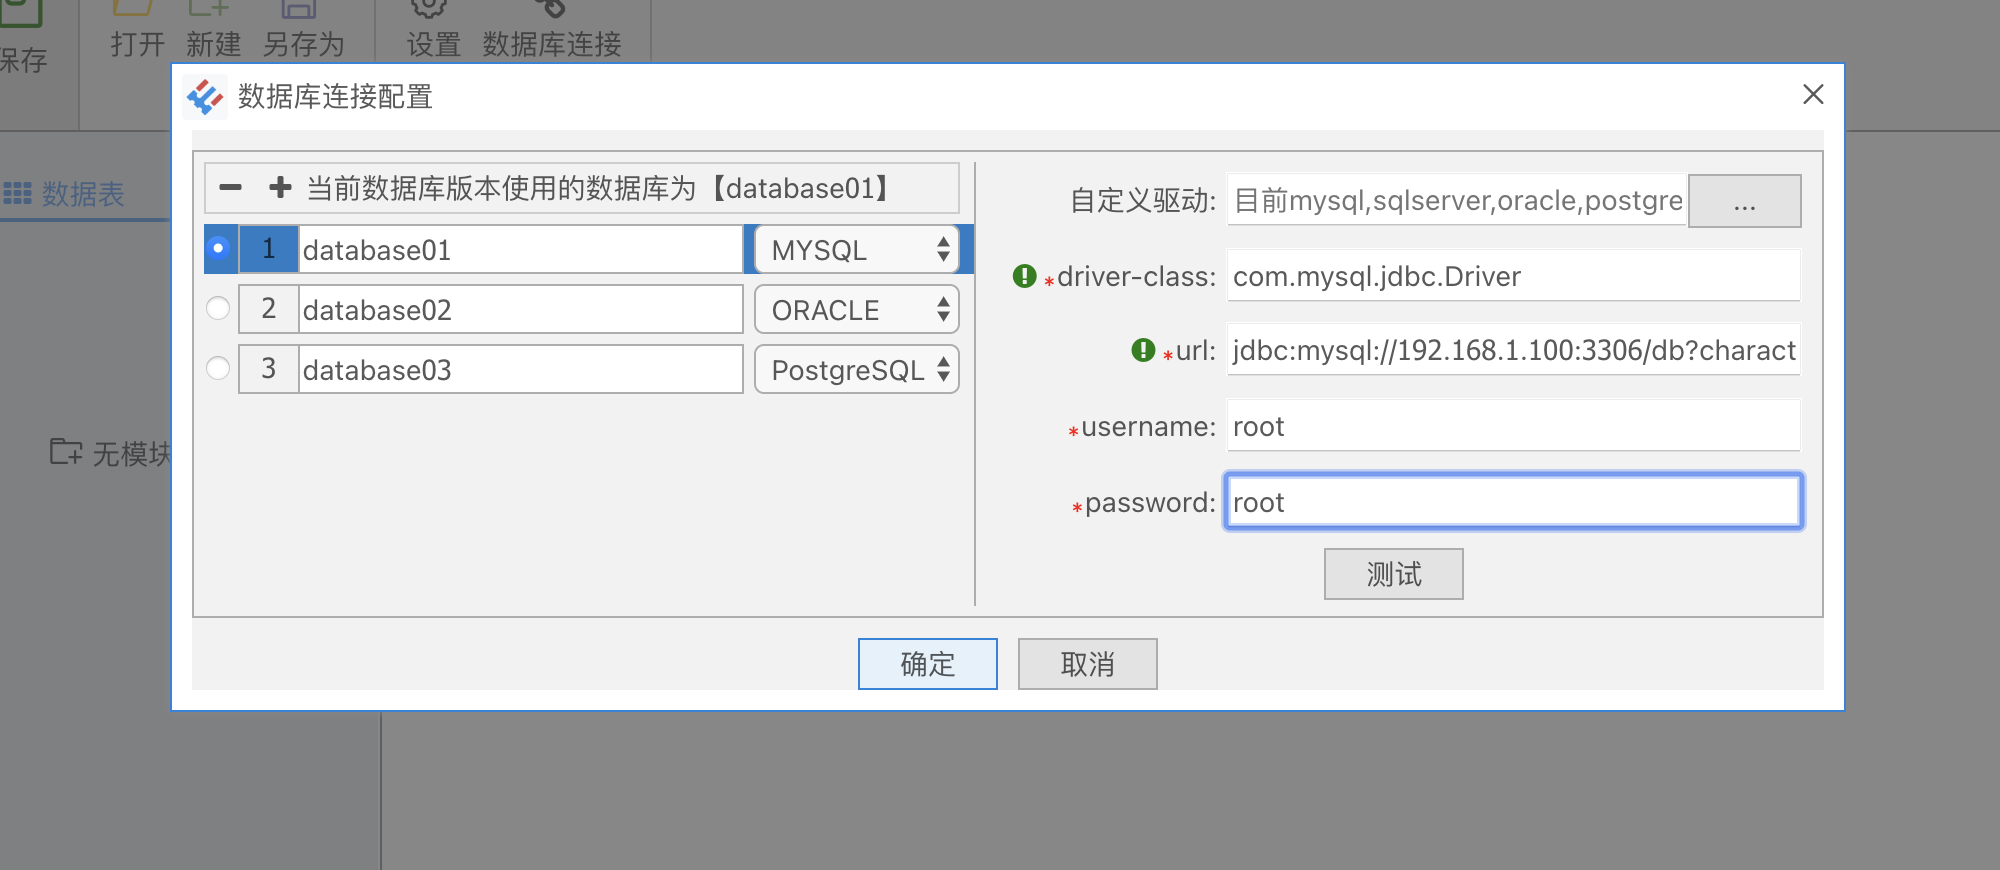 保存
打开 新建 另存为 设置 数据库连接
数据库连接配置
数据表
无模块
当前数据库版本使用的数据库为【database01】
1 database01 MYSQL
2 database02 ORACLE
3 database03 PostgreSQL
自定义驱动: 目前mysql,sqlserver,oracle,postgre ...
*driver-class: com.mysql.jdbc.Driver
*url: jdbc:mysql://192.168.1.100:3306/db?charact
*username: root
*password: root
测试
确定 取消